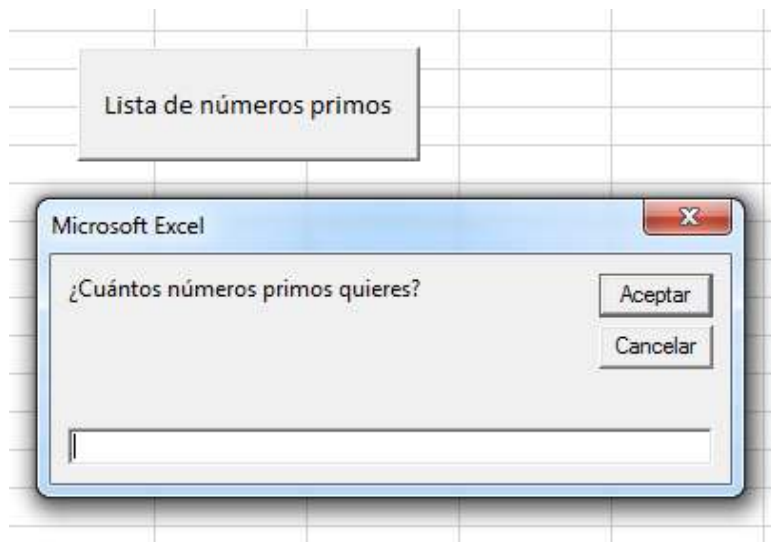 Lista de números primos
Microsoft Excel
¿Cuántos números primos quieres?
Aceptar
Cancelar